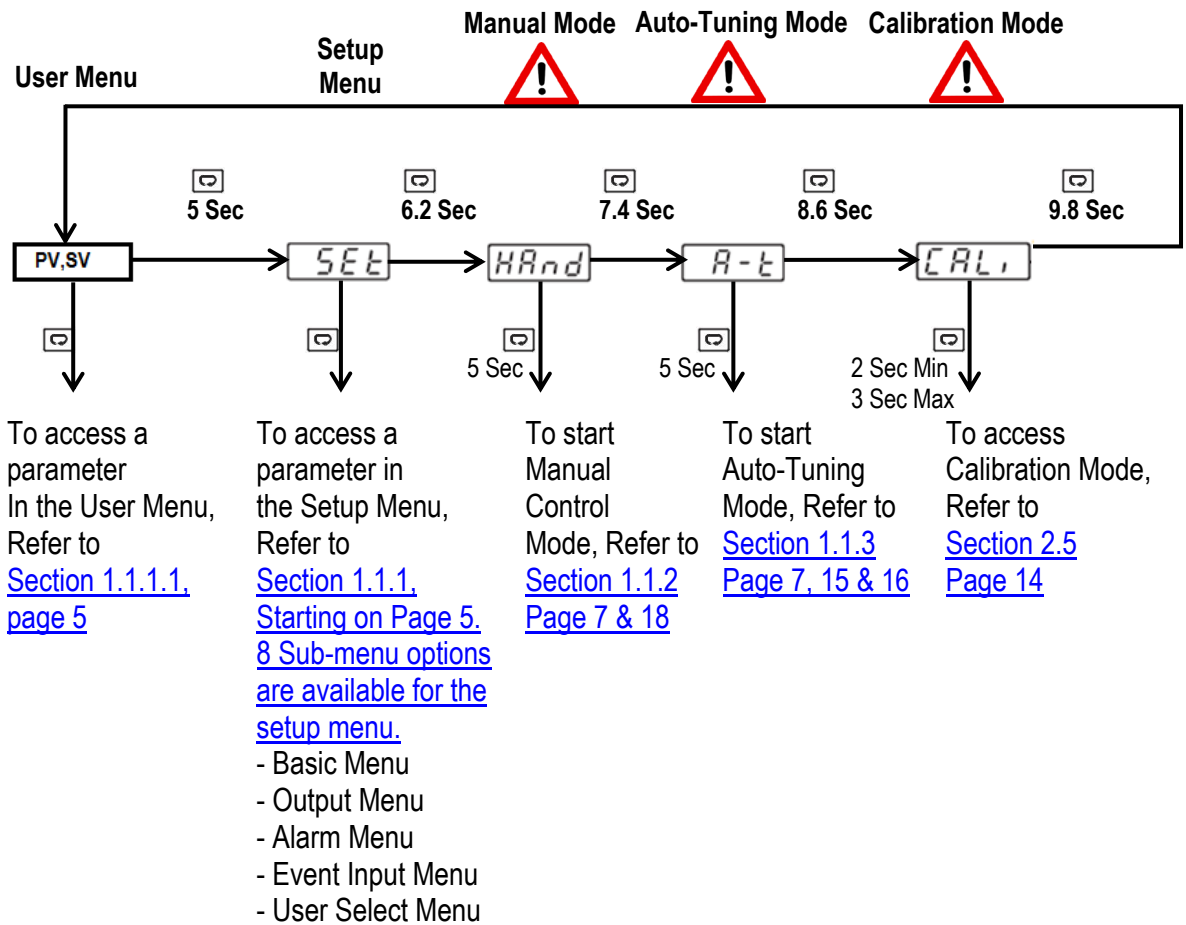 Manual Mode
Auto-Tuning Mode
Calibration Mode
Setup
Menu
User Menu
5 Sec
6.2 Sec
7.4 Sec
8.6 Sec
9.8 Sec
PV,SV
SEt
HAnd
A-t
CALi
5 Sec
5 Sec
2 Sec Min
3 Sec Max
To access a
parameter
In the User Menu,
Refer to
Section 1.1.1.1,
page 5
To access a
parameter in
the Setup Menu,
Refer to
Section 1.1.1,
Starting on Page 5.
8 Sub-menu options
are available for the
setup menu.
- Basic Menu
- Output Menu
- Alarm Menu
- Event Input Menu
- User Select Menu
To start
Manual
Control
Mode, Refer to
Section 1.1.2
Page 7 & 18
To start
Auto-Tuning
Mode, Refer to
Section 1.1.3
Page 7, 15 & 16
To access
Calibration Mode,
Refer to
Section 2.5
Page 14